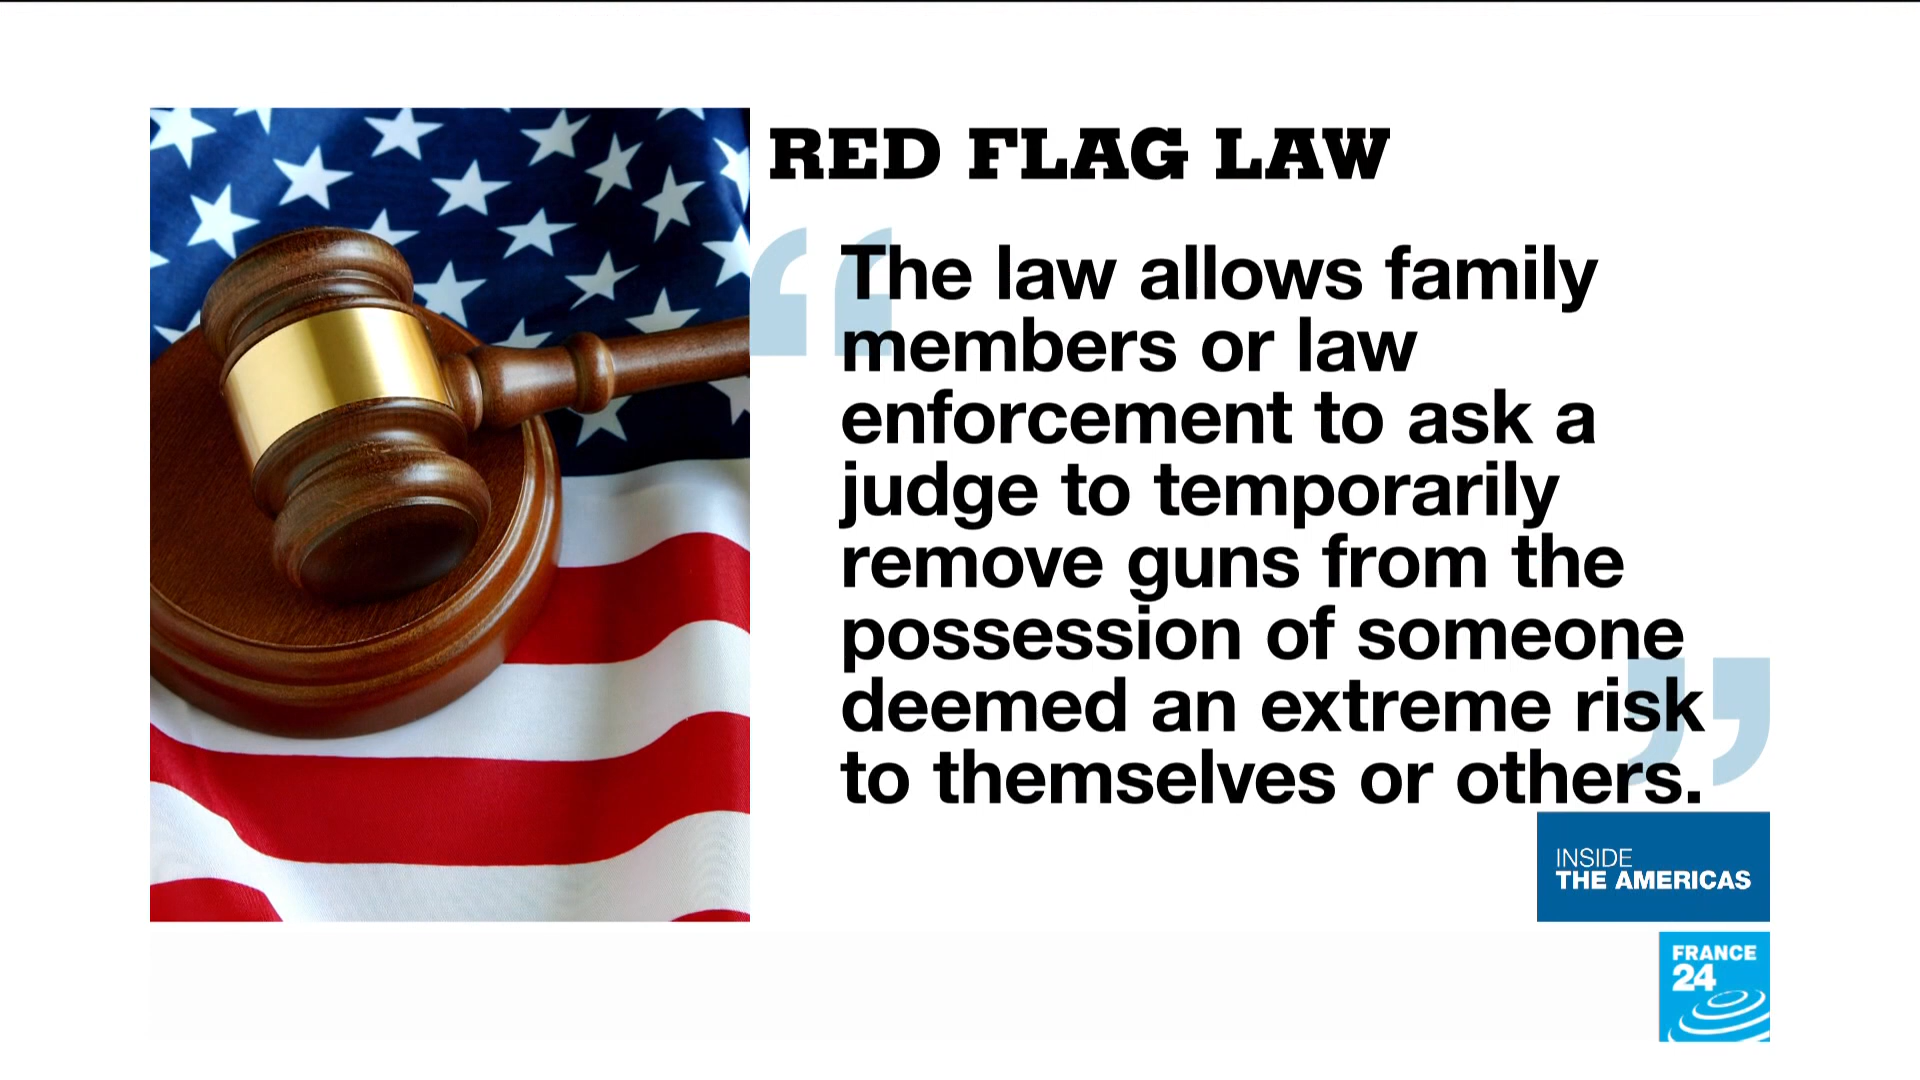 RED FLAG LAW
The law allows family
members or law
enforcement to ask a
judge to temporarily
remove guns from the
possession of someone
deemed an extreme risk
to themselves or others.
INSIDE
THE AMERICAS
FRANCE
24